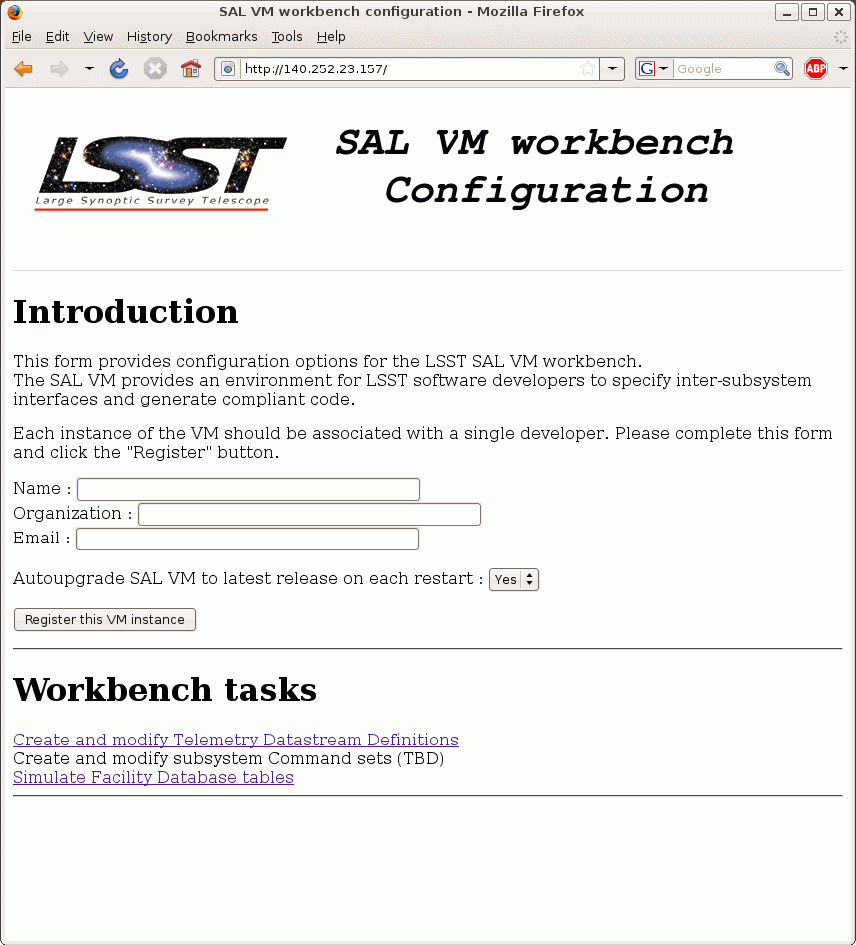 SAL VM workbench configuration - Mozilla Firefox
File Edit View History Bookmarks Tools Help
http://140.252.23.157/ G Google ABP
LSST
Large Synoptic Survey Telescope
SAL VM workbench
Configuration
Introduction
This form provides configuration options for the LSST SAL VM workbench.
The SAL VM provides an environment for LSST software developers to specify inter-subsystem
interfaces and generate compliant code.
Each instance of the VM should be associated with a single developer. Please complete this form
and click the "Register" button.
Name :
Organization :
Email :
Autoupgrade SAL VM to latest release on each restart : Yes
Register this VM instance
Workbench tasks
Create and modify Telemetry Datastream Definitions
Create and modify subsystem Command sets (TBD)
Simulate Facility Database tables